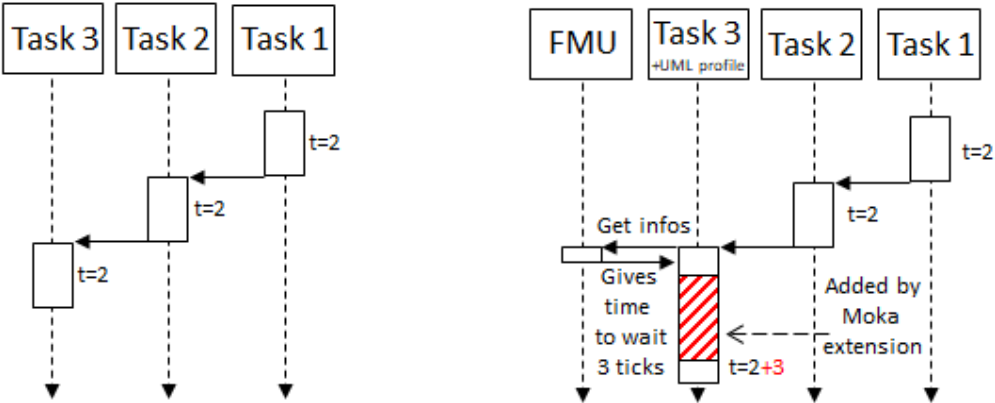 Task 3 Task 2 Task 1
t=2
t=2
t=2
FMU Task 3 Task 2 Task 1
+UML profile
t=2
t=2
Get infos
Gives
time
to wait
3 ticks
Added by
Moka
extension
t=2+3